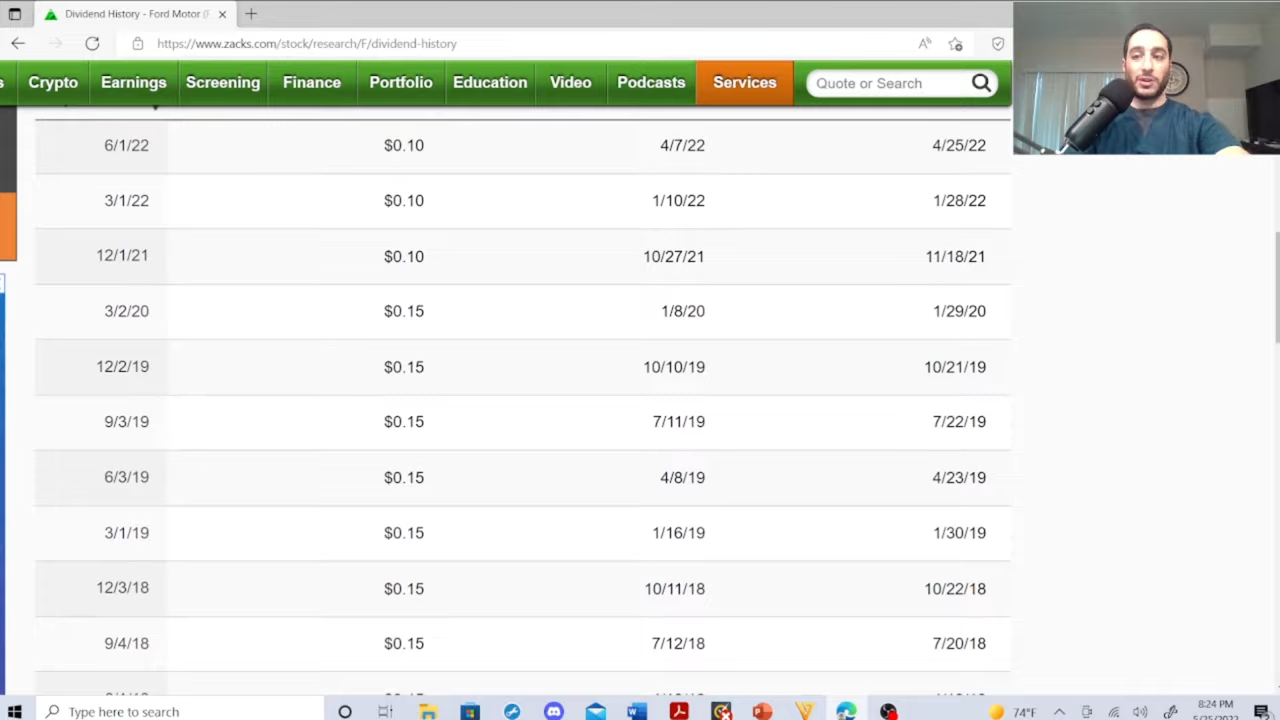 Dividend History - Ford Motor (F
https://www.zacks.com/stock/research/F/dividend-history
s Crypto Earnings Screening Finance Portfolio Education Video Podcasts Services Quote or Search
6/1/22 $0.10 4/7/22 4/25/22
3/1/22 $0.10 1/10/22 1/28/22
12/1/21 $0.10 10/27/21 11/18/21
3/2/20 $0.15 1/8/20 1/29/20
12/2/19 $0.15 10/10/19 10/21/19
9/3/19 $0.15 7/11/19 7/22/19
6/3/19 $0.15 4/8/19 4/23/19
3/1/19 $0.15 1/16/19 1/30/19
12/3/18 $0.15 10/11/18 10/22/18
9/4/18 $0.15 7/12/18 7/20/18
Type here to search 74°F 8:24 PM